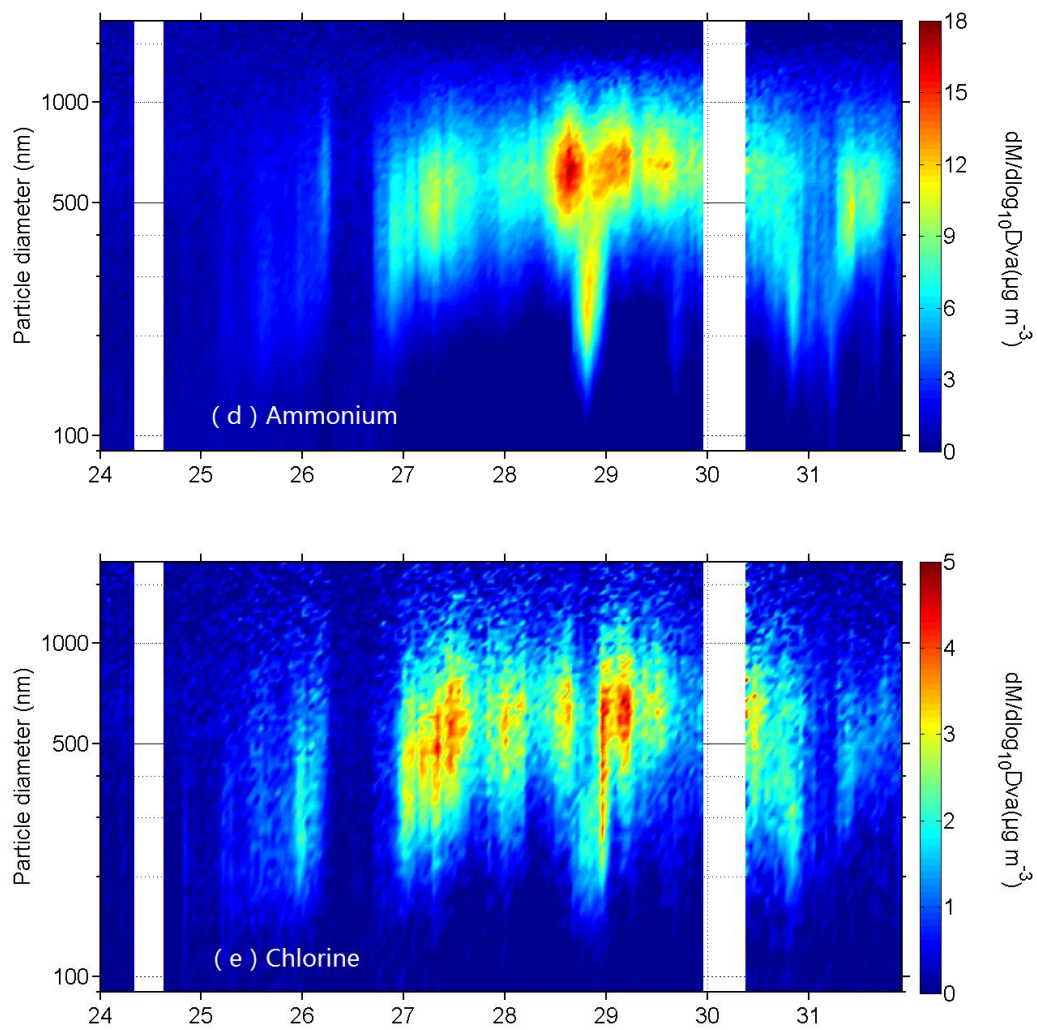 18
15
12
9
6
3
0
dM/dlog10Dva(µg m-3)
1000
500
100
Particle diameter (nm)
( d ) Ammonium
24 25 26 27 28 29 30 31
5
4
3
2
1
0
dM/dlog10Dva(µg m-3)
1000
500
100
Particle diameter (nm)
( e ) Chlorine
24 25 26 27 28 29 30 31